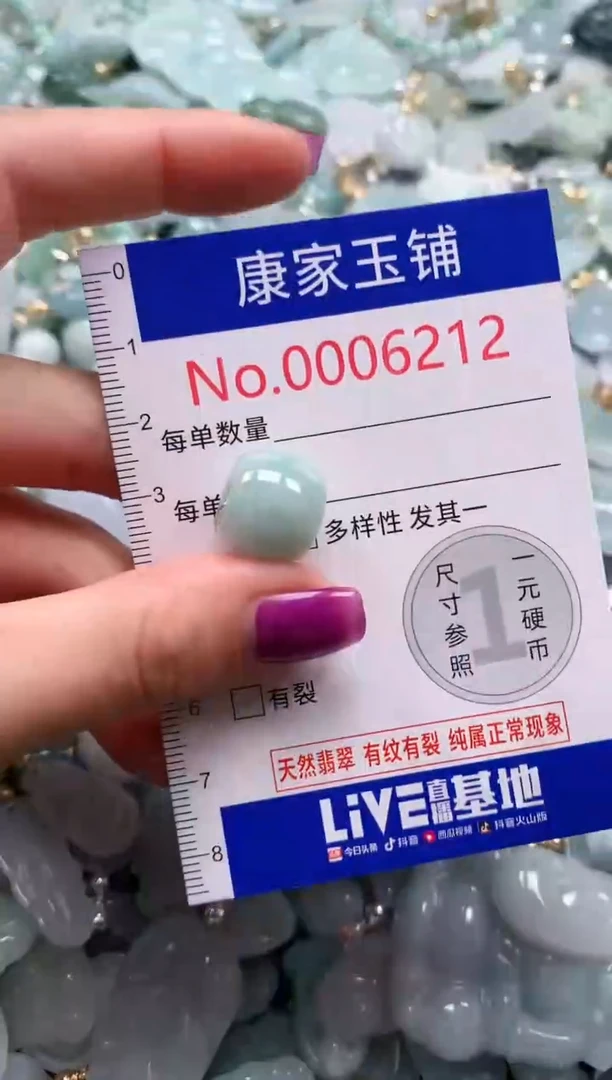 0
康家玉铺
1
No.0006212
2
每单数量
3
每单
多样性 发其一
尺寸参照
1
一元硬币
6
有裂
天然翡翠 有纹有裂 纯属正常现象
7
LiVE直播基地
8
今日头条 抖音 西瓜视频 抖音火山版